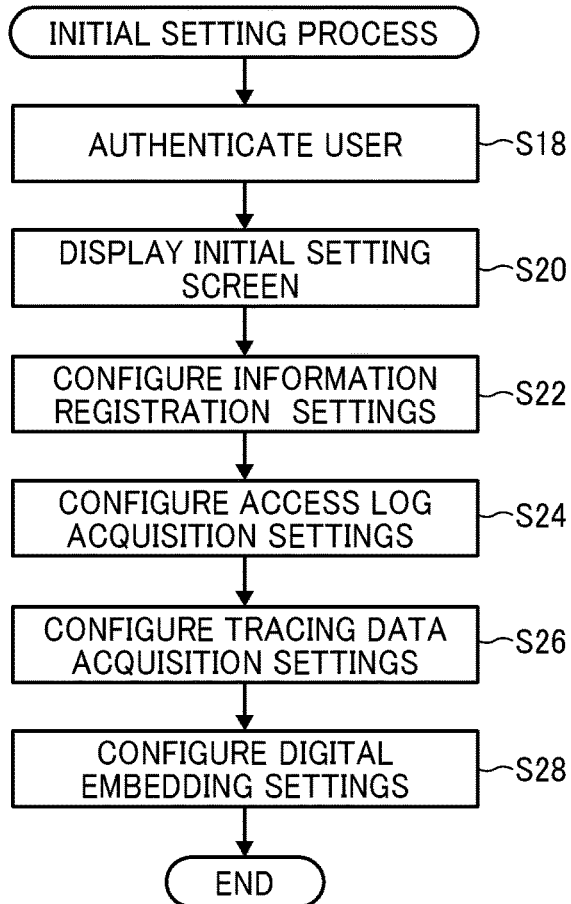 INITIAL SETTING PROCESS
AUTHENTICATE USER
S18
DISPLAY INITIAL SETTING
SCREEN
S20
CONFIGURE INFORMATION
REGISTRATION SETTINGS
S22
CONFIGURE ACCESS LOG
ACQUISITION SETTINGS
S24
CONFIGURE TRACING DATA
ACQUISITION SETTINGS
S26
CONFIGURE DIGITAL
EMBEDDING SETTINGS
S28
END